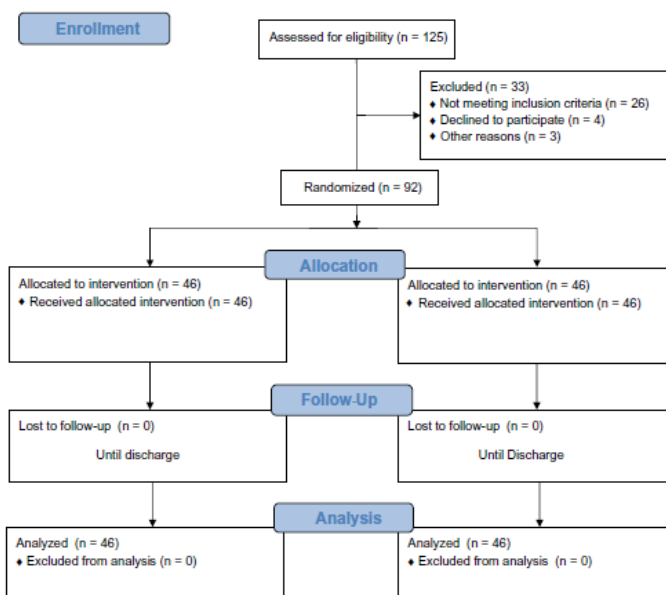 Enrollment
Assessed for eligibility (n = 125)
Excluded (n = 33)
♦ Not meeting inclusion criteria (n = 26)
♦ Declined to participate (n = 4)
♦ Other reasons (n = 3)
Randomized (n = 92)
Allocation
Allocated to intervention (n = 46)
♦ Received allocated intervention (n = 46)
Allocated to intervention (n = 46)
♦ Received allocated intervention (n = 46)
Follow-Up
Lost to follow-up (n = 0)
Until discharge
Lost to follow-up (n = 0)
Until Discharge
Analysis
Analyzed (n = 46)
♦ Excluded from analysis (n = 0)
Analyzed (n = 46)
♦ Excluded from analysis (n = 0)